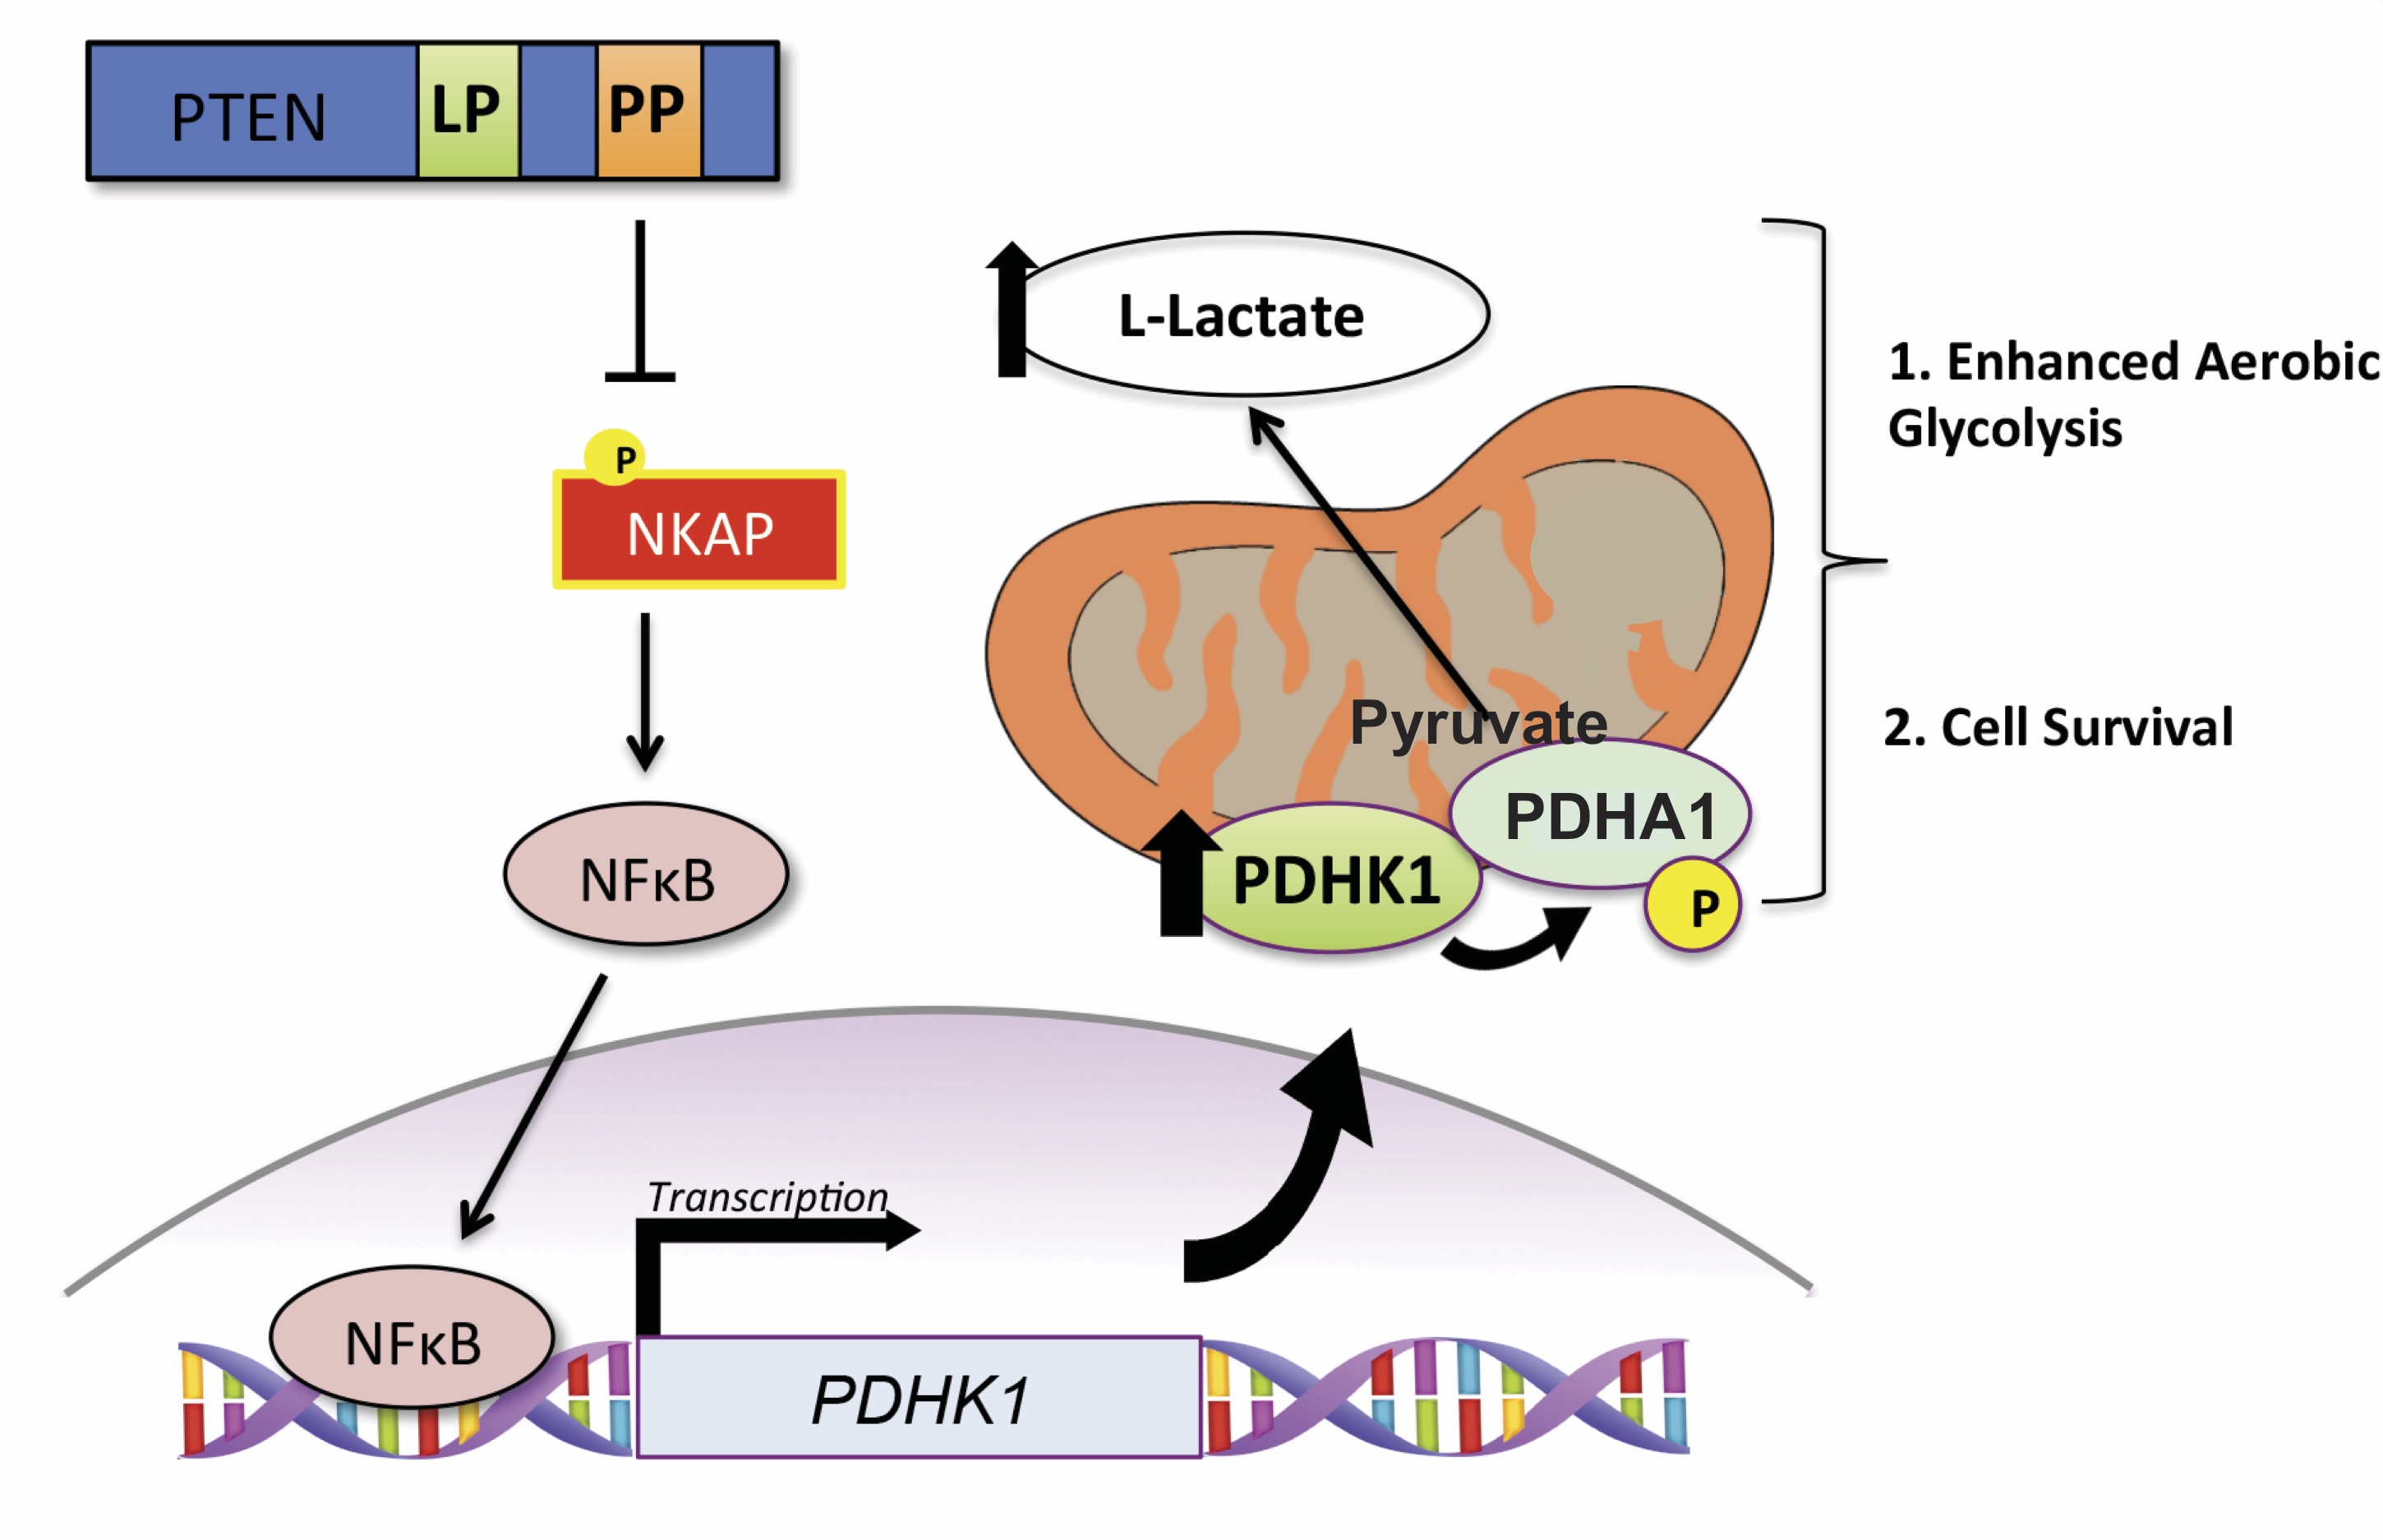 PTEN LP PP
P
NKAP
NFκB
L-Lactate
Pyruvate
PDHA1
PDHK1
P
1. Enhanced Aerobic
Glycolysis
2. Cell Survival
Transcription
NFκB
PDHK1